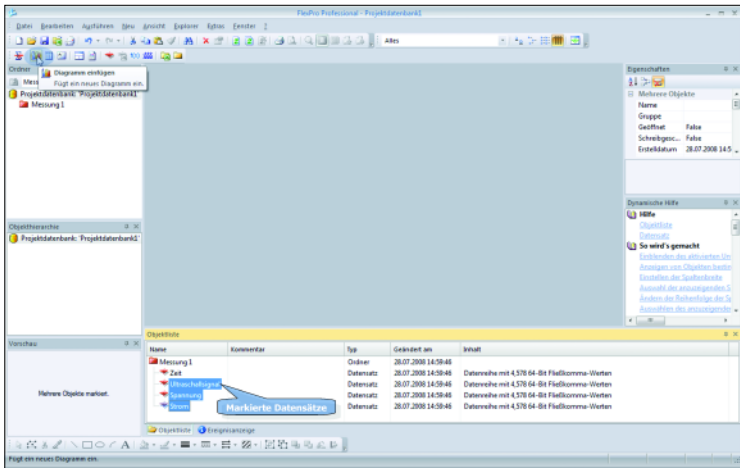 FlexPro Professional - Projektdatenbank1
Datei Bearbeiten Ausführen Neu Ansicht Explorer Extras Fenster ?
Alles
Ordner
Diagramm einfügen
Fügt ein neues Diagramm ein.
Mess
Projektdatenbank: 'Projektdatenbank1'
Messung 1
Objekthierarchie
Projektdatenbank: 'Projektdatenbank1'
Vorschau
Mehrere Objekte markiert.
Eigenschaften
Mehrere Objekte
Name
Gruppe
Geöffnet False
Schreibgesc... False
Erstelldatum 28.07.2008 14:5
Dynamische Hilfe
Hilfe
Objektliste
Datensatz
So wird's gemacht
Einblenden des aktivierten Un
Anzeigen von Objekten bestim
Einstellen der Spaltenbreite
Auswahl der anzuzeigenden S
Ändern der Reihenfolge der Sp
Auswählen des anzuzeigenden
Objektliste
Name Kommentar Typ Geändert am Inhalt
Messung 1 Ordner 28.07.2008 14:59:46
Zeit Datensatz 28.07.2008 14:59:46 Datenreihe mit 4,578 64-Bit Fließkomma-Werten
Ultraschallsignal Datensatz 28.07.2008 14:59:46 Datenreihe mit 4,578 64-Bit Fließkomma-Werten
Spannung Datensatz 28.07.2008 14:59:46 Datenreihe mit 4,578 64-Bit Fließkomma-Werten
Strom Datensatz 28.07.2008 14:59:46 Datenreihe mit 4,578 64-Bit Fließkomma-Werten
Markierte Datensätze
Objektliste Ereignisanzeige
Fügt ein neues Diagramm ein.